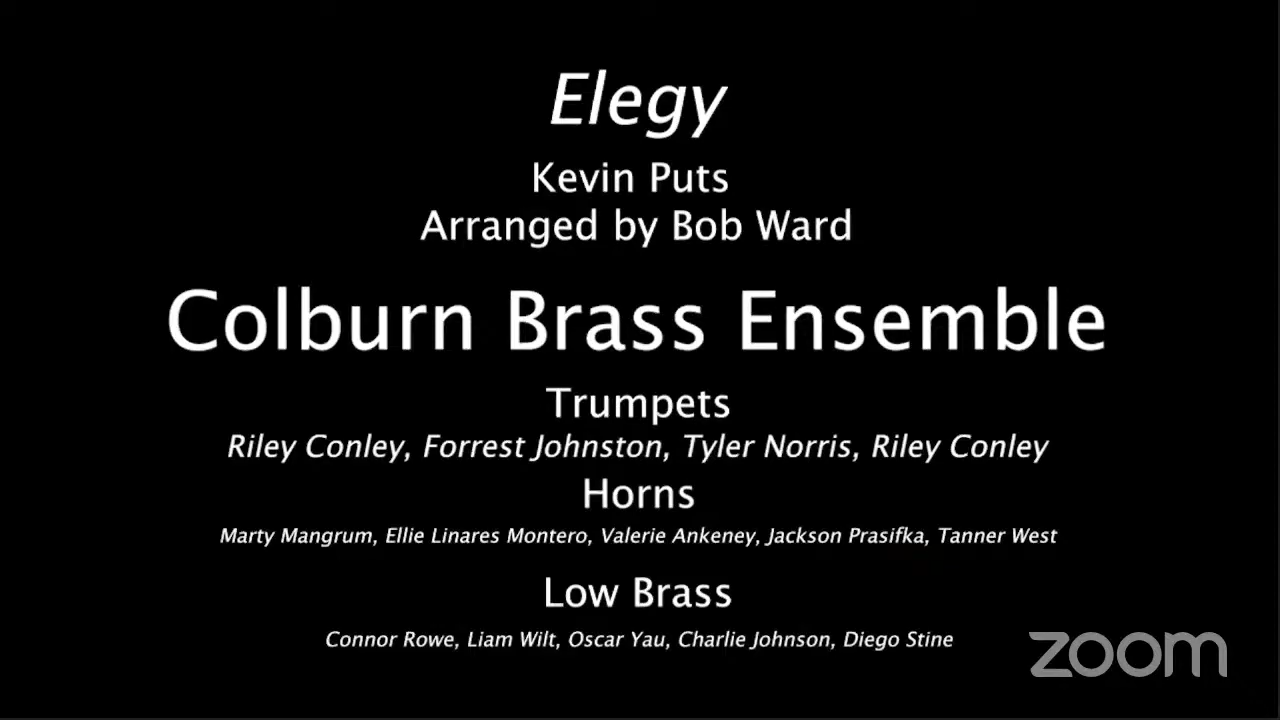 Elegy
Kevin Puts
Arranged by Bob Ward
Colburn Brass Ensemble
Trumpets
Riley Conley, Forrest Johnston, Tyler Norris, Riley Conley
Horns
Marty Mangrum, Ellie Linares Montero, Valerie Ankeney, Jackson Prasifka, Tanner West
Low Brass
Connor Rowe, Liam Wilt, Oscar Yau, Charlie Johnson, Diego Stine
zoom